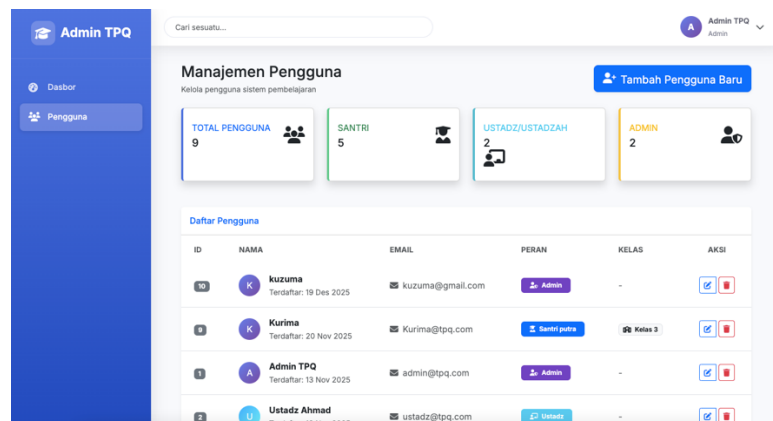 Admin TPQ
Cari sesuatu...
A
Admin TPQ
Admin
Dasbor
Pengguna
Manajemen Pengguna
Kelola pengguna sistem pembelajaran
Tambah Pengguna Baru
TOTAL PENGGUNA
9
SANTRI
5
USTADZ/USTADZAH
2
ADMIN
2
Daftar Pengguna
ID NAMA EMAIL PERAN KELAS AKSI
10 K kuzuma kuzuma@gmail.com Admin -
Terdaftar: 19 Des 2025
9 K Kurima Kurima@tpq.com Santri putra Kelas 3
Terdaftar: 20 Nov 2025
1 A Admin TPQ admin@tpq.com Admin -
Terdaftar: 13 Nov 2025
2 U Ustadz Ahmad ustadz@tpq.com Ustadz -